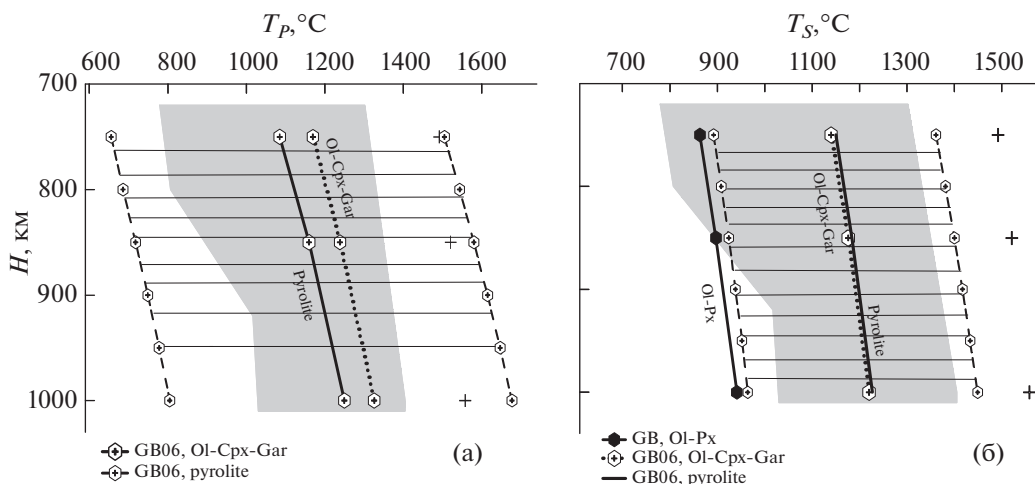 T_P, °C
600 800 1000 1200 1400 1600
700
800
900
1000
H, км
Ol-Cpx-Gar
Pyrolite
GB06, Ol-Cpx-Gar
GB06, pyrolite
(а)
T_S, °C
700 900 1100 1300 1500
Ol-Px
Ol-Cpx-Gar
Pyrolite
GB, Ol-Px
GB06, Ol-Cpx-Gar
GB06, pyrolite
(б)